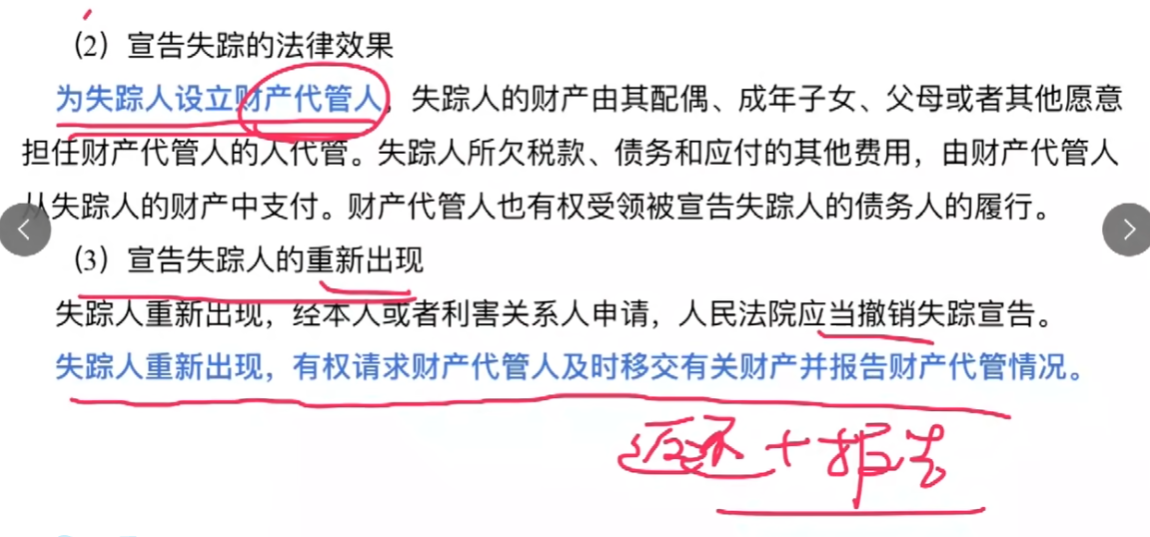 （2）宣告失踪的法律效果
为失踪人设立财产代管人，失踪人的财产由其配偶、成年子女、父母或者其他愿意
担任财产代管人的人代管。失踪人所欠税款、债务和应付的其他费用，由财产代管人
从失踪人的财产中支付。财产代管人也有权受领被宣告失踪人的债务人的履行。
（3）宣告失踪人的重新出现
失踪人重新出现，经本人或者利害关系人申请，人民法院应当撤销失踪宣告。
失踪人重新出现，有权请求财产代管人及时移交有关财产并报告财产代管情况。
返还+报告